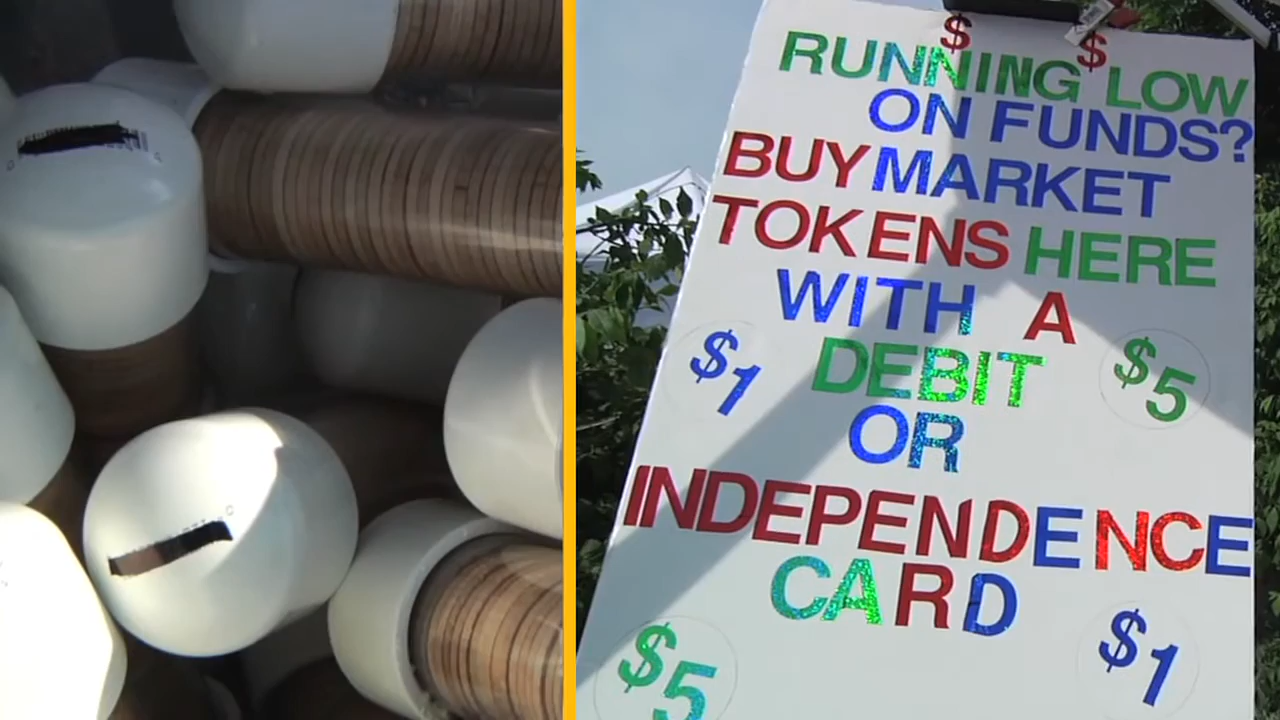 $ $
RUNNING LOW
ON FUNDS?
BUY MARKET
TOKENS HERE
WITH A
$1 DEBIT $5
OR
INDEPENDENCE
CARD
$5 $1